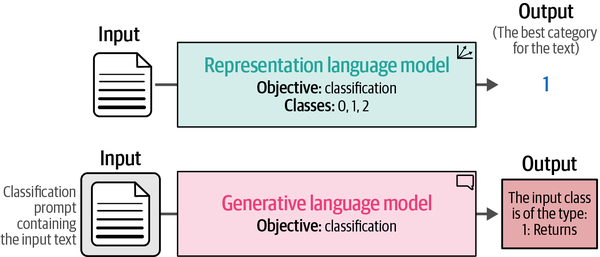 Input
Representation language model
Objective: classification
Classes: 0, 1, 2
Output
(The best category
for the text)
1
Classification
prompt
containing
the input text
Input
Generative language model
Objective: classification
Output
The input class
is of the type:
1: Returns